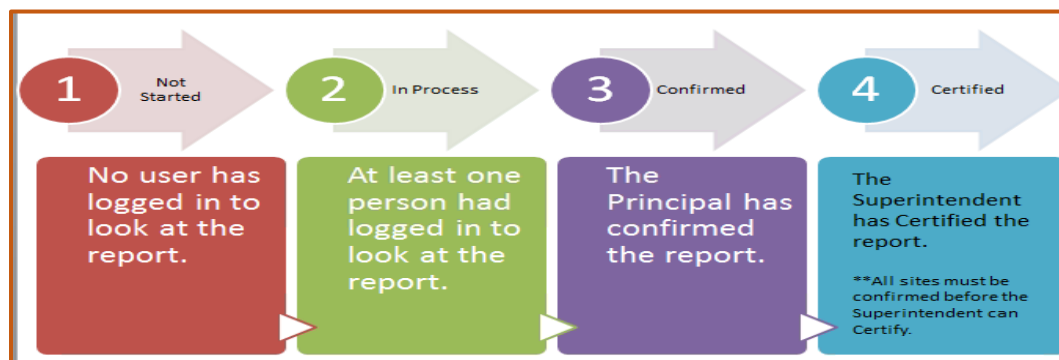 1
Not
Started
2
In Process
3
Confirmed
4
Certified
No user has
logged in to
look at the
report.
At least one
person had
logged in to
look at the
report.
The
Principal has
confirmed
the report.
The
Superintendent
has Certified the
report.
**All sites must be
confirmed before the
Superintendent can
Certify.